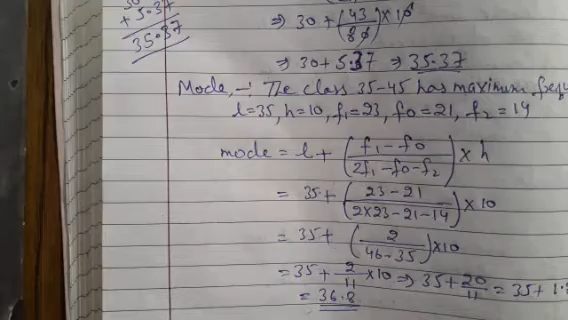 + 5.37
35.37
⇒ 30 + (43/80) × 10
⇒ 30 + 5.37 ⇒ 35.37
Mode, → The class 35-45 has maximum
l = 35, h = 10, f₁ = 23, f₀ = 21, f₂ = 14
mode = l + (f₁ - f₀ / 2f₁ - f₀ - f₂) × h
= 35 + (23 - 21 / 2×23 - 21 - 14) × 10
= 35 + (2 / 46 - 35) × 10
= 35 + 2/11 × 10 ⇒ 35 + 20/11 = 35 + 1.8
= 36.8